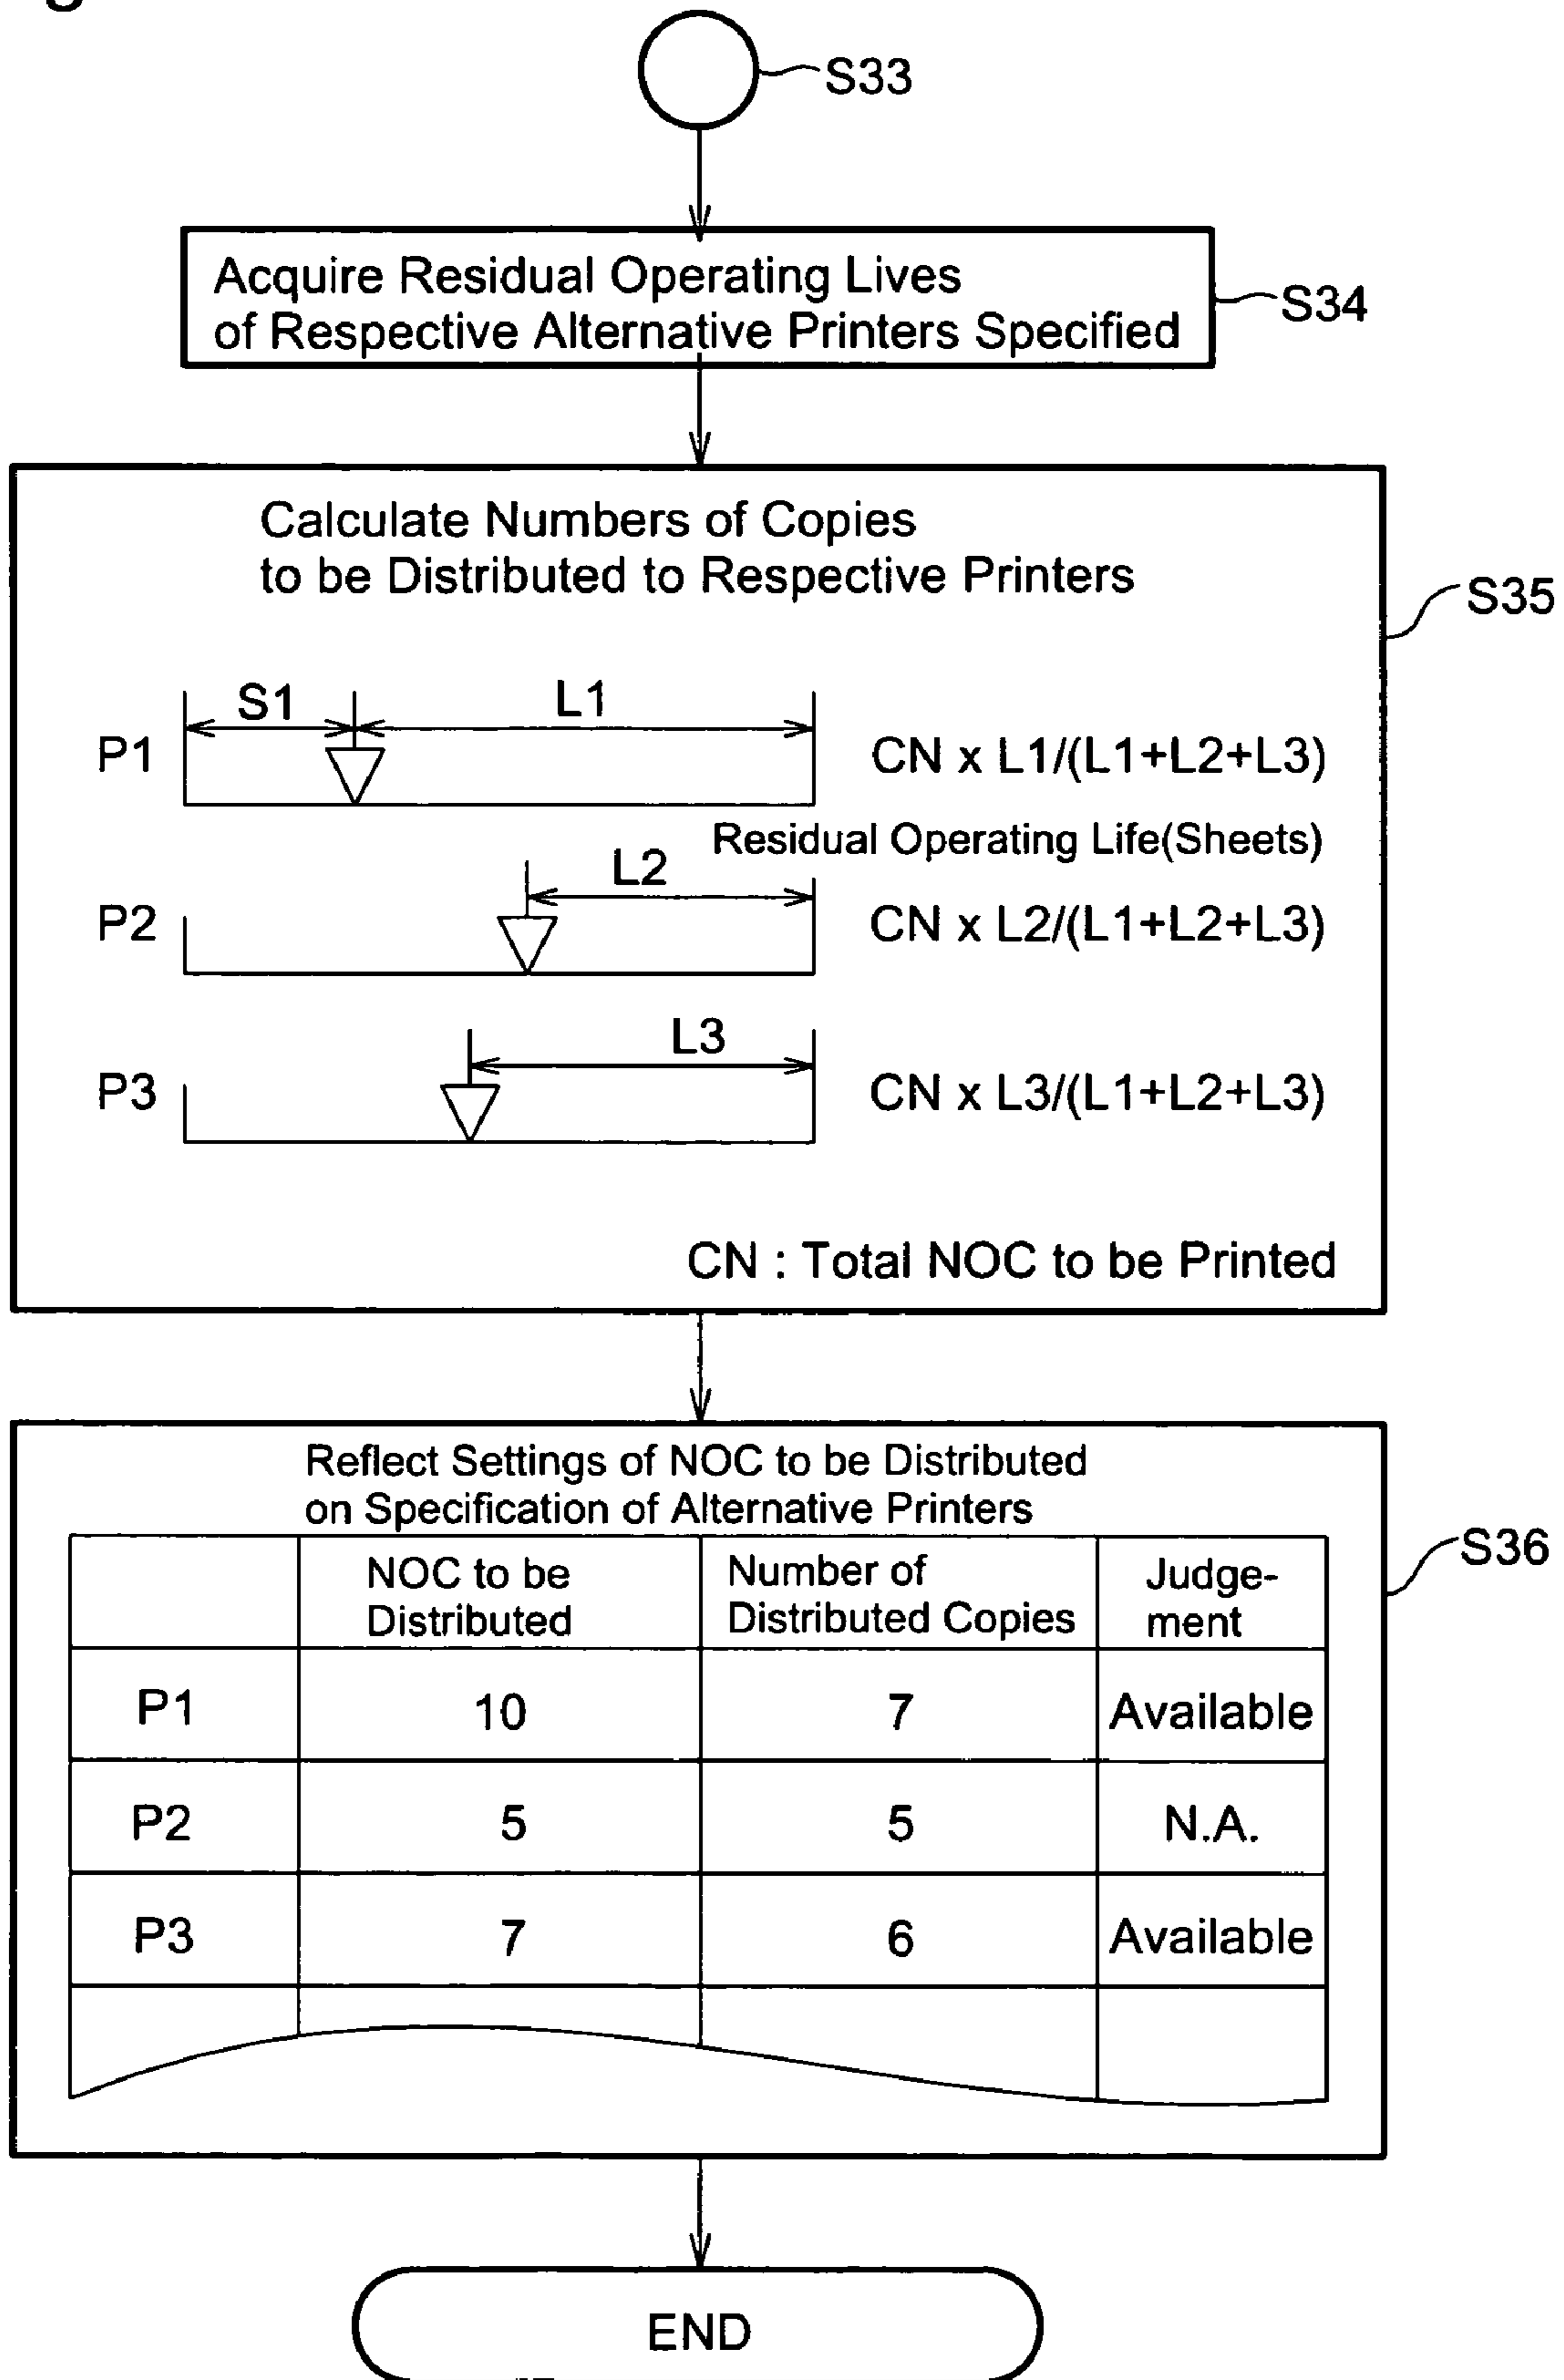 S33
Acquire Residual Operating Lives
of Respective Alternative Printers Specified
S34
Calculate Numbers of Copies
to be Distributed to Respective Printers
S35
S1 L1
P1 CN x L1/(L1+L2+L3)
Residual Operating Life(Sheets)
L2
P2 CN x L2/(L1+L2+L3)
L3
P3 CN x L3/(L1+L2+L3)
CN : Total NOC to be Printed
Reflect Settings of NOC to be Distributed
on Specification of Alternative Printers
S36
NOC to be Number of Judge-
Distributed Distributed Copies ment
P1 10 7 Available
P2 5 5 N.A.
P3 7 6 Available
END